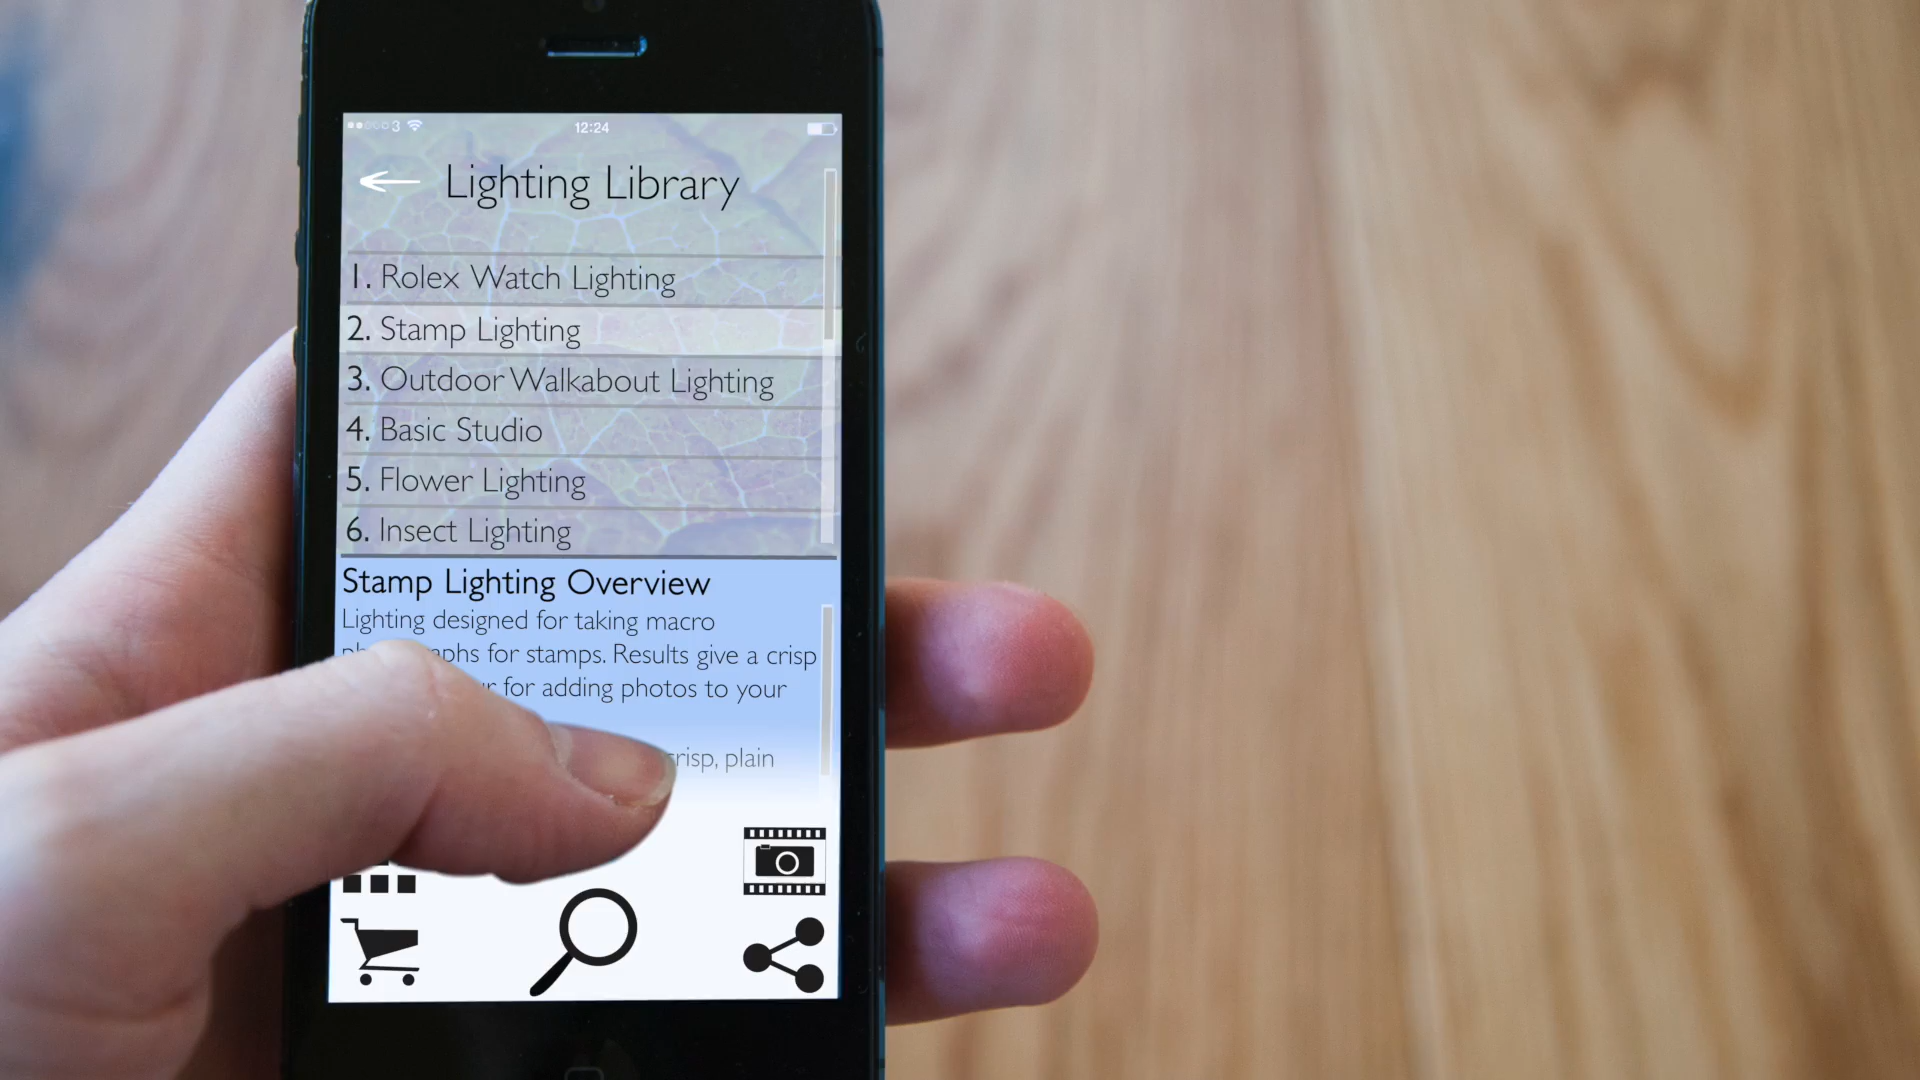 3 12:24
Lighting Library
1. Rolex Watch Lighting
2. Stamp Lighting
3. Outdoor Walkabout Lighting
4. Basic Studio
5. Flower Lighting
6. Insect Lighting
Stamp Lighting Overview
Lighting designed for taking macro
for stamps. Results give a crisp
for adding photos to your
crisp, plain